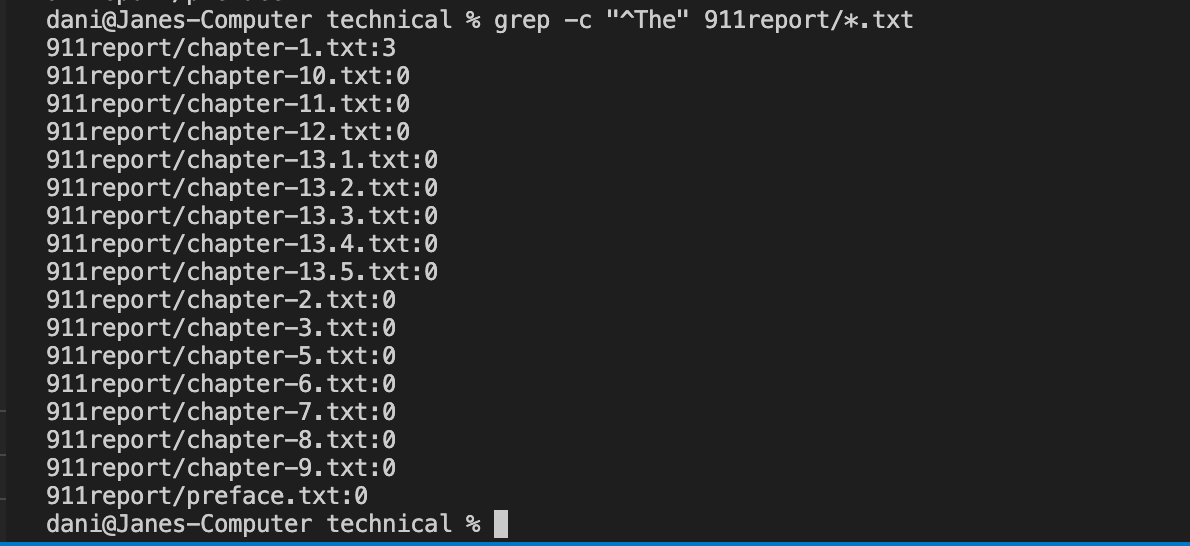 dani@Janes-Computer technical % grep -c "^The" 911report/*.txt
911report/chapter-1.txt:3
911report/chapter-10.txt:0
911report/chapter-11.txt:0
911report/chapter-12.txt:0
911report/chapter-13.1.txt:0
911report/chapter-13.2.txt:0
911report/chapter-13.3.txt:0
911report/chapter-13.4.txt:0
911report/chapter-13.5.txt:0
911report/chapter-2.txt:0
911report/chapter-3.txt:0
911report/chapter-5.txt:0
911report/chapter-6.txt:0
911report/chapter-7.txt:0
911report/chapter-8.txt:0
911report/chapter-9.txt:0
911report/preface.txt:0
dani@Janes-Computer technical %